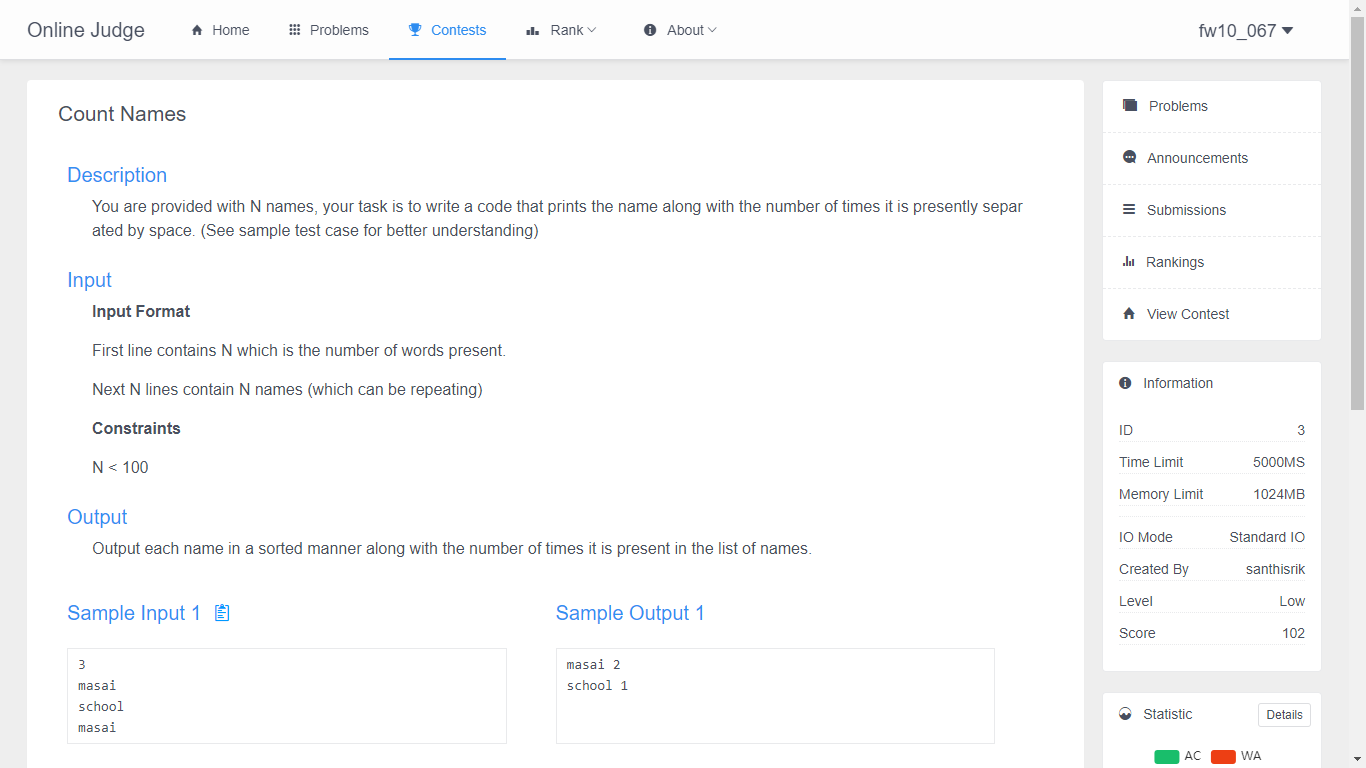 Online Judge
Home
Problems
Contests
Rank
About
fw10_067
Count Names
Description
You are provided with N names, your task is to write a code that prints the name along with the number of times it is presently separ
ated by space. (See sample test case for better understanding)
Input
Input Format
First line contains N which is the number of words present.
Next N lines contain N names (which can be repeating)
Constraints
N < 100
Output
Output each name in a sorted manner along with the number of times it is present in the list of names.
Sample Input 1
3
masai
school
masai
Sample Output 1
masai 2
school 1
Problems
Announcements
Submissions
Rankings
View Contest
Information
ID 3
Time Limit 5000MS
Memory Limit 1024MB
IO Mode Standard IO
Created By santhisrik
Level Low
Score 102
Statistic Details
AC WA